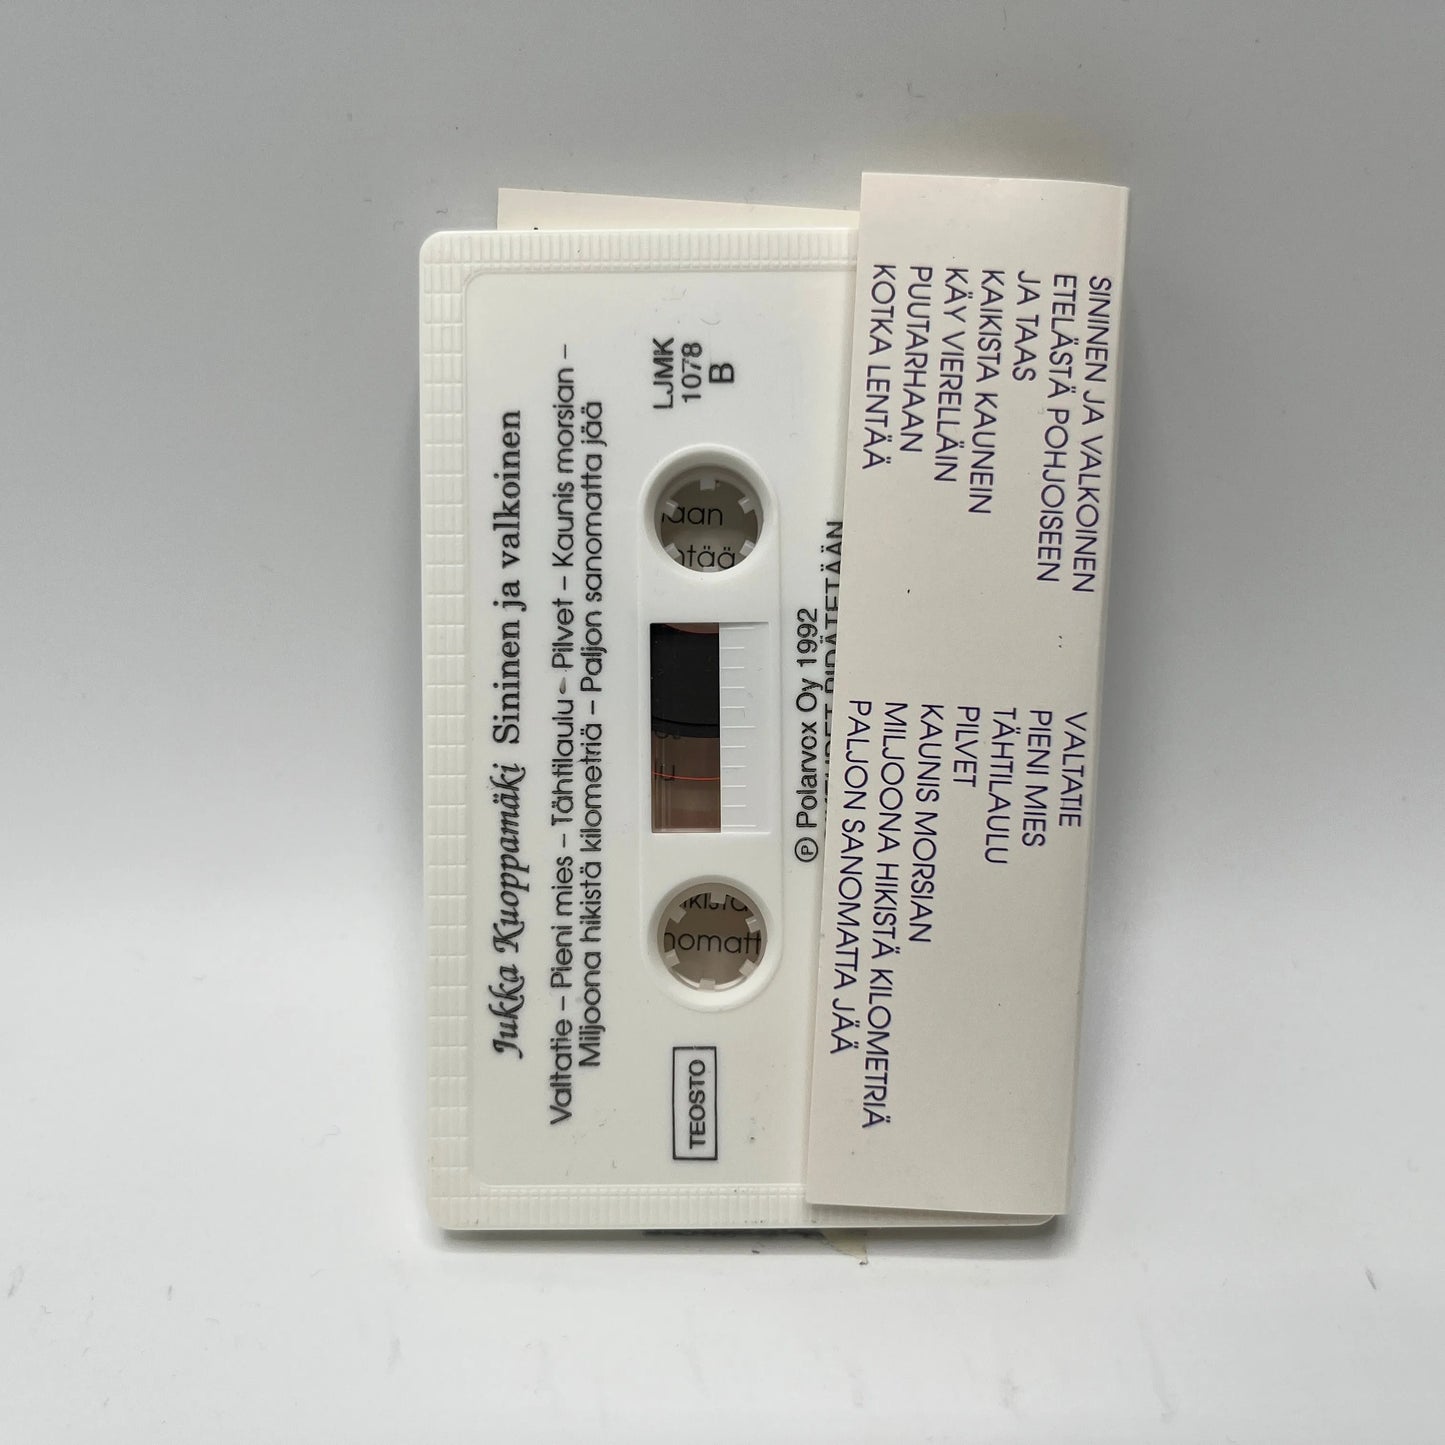 Jukka Kuoppamäki Sininen ja valkoinen
Valtatie – Pieni mies – Tähtilaulu – Pilvet – Kaunis morsian –
Miljoona hikistä kilometriä – Paljon sanomatta jää
LJMK
1078
B
TEOSTO
℗ Polarvox Oy 1992
PIDÄTETÄÄN
SININEN JA VALKOINEN
ETELÄSTÄ POHJOISEEN
JA TAAS
KAIKISTA KAUNEIN
KÄY VIERELLÄIN
PUUTARHAAN
KOTKA LENTÄÄ
VALTATIE
PIENI MIES
TÄHTILAULU
PILVET
KAUNIS MORSIAN
MILJOONA HIKISTÄ KILOMETRIÄ
PALJON SANOMATTA JÄÄ